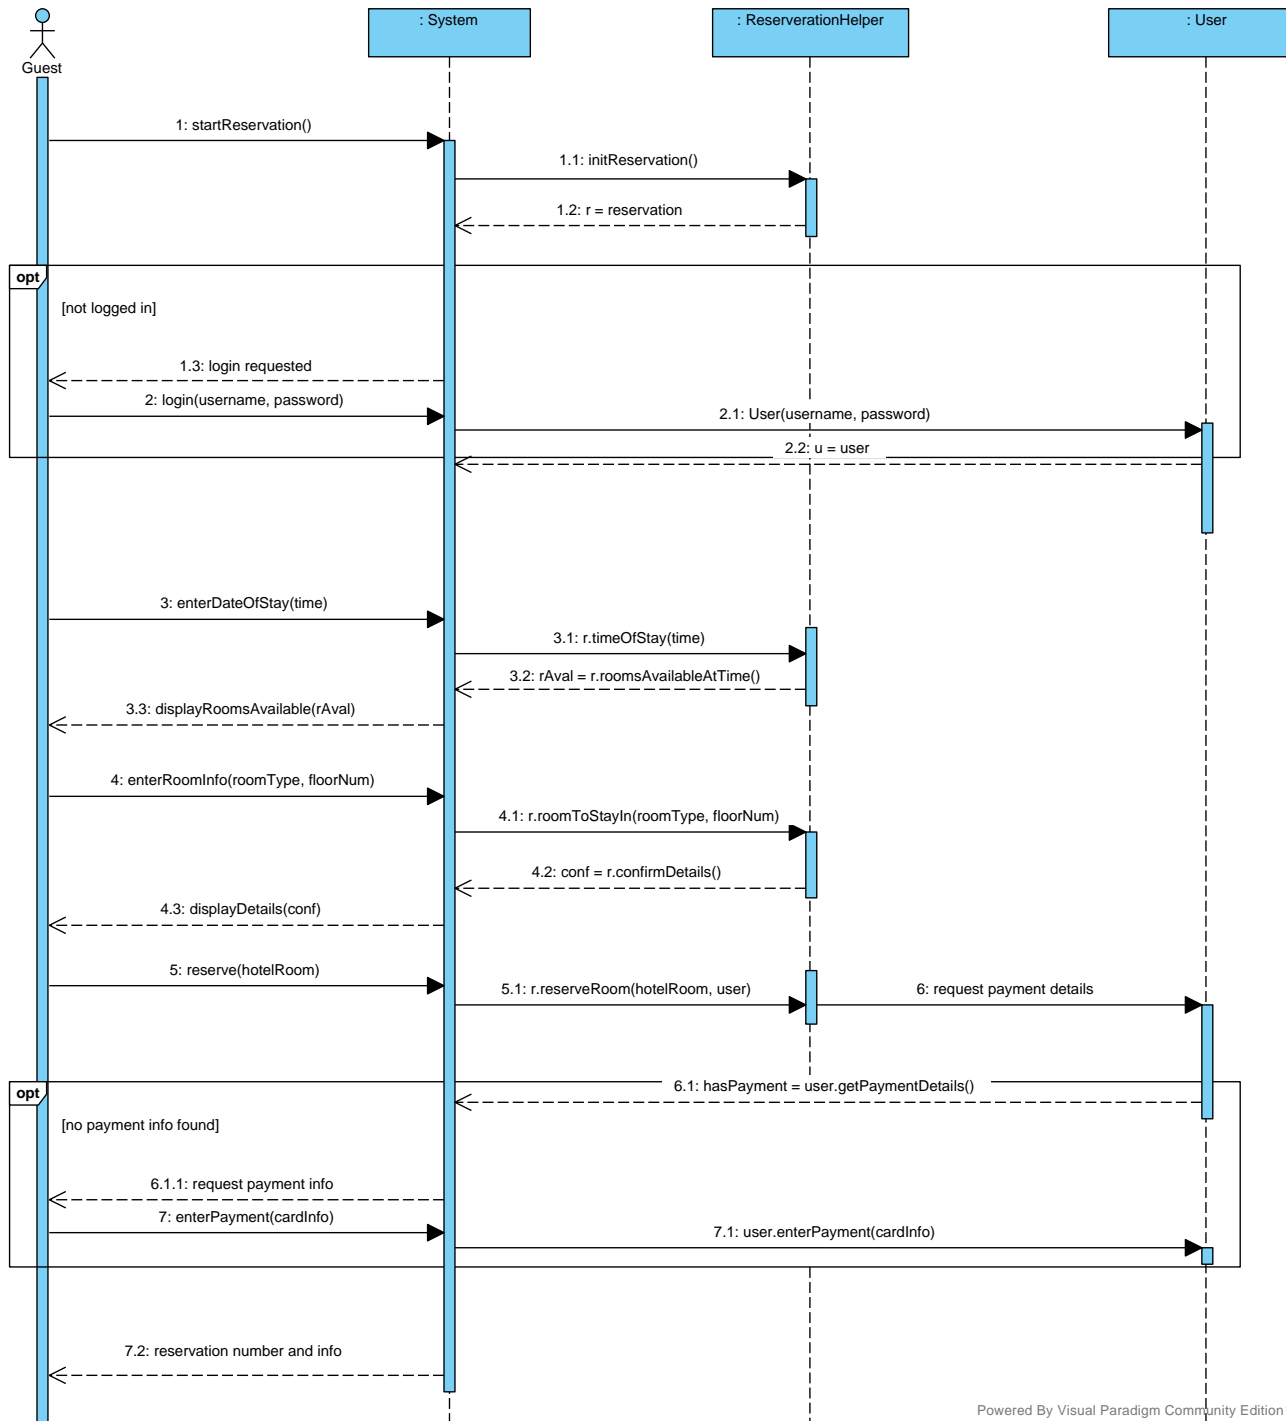 Guest
: System
: ReserverationHelper
: User
1: startReservation()
1.1: initReservation()
1.2: r = reservation
opt
[not logged in]
1.3: login requested
2: login(username, password)
2.1: User(username, password)
2.2: u = user
3: enterDateOfStay(time)
3.1: r.timeOfStay(time)
3.2: rAval = r.roomsAvailableAtTime()
3.3: displayRoomsAvailable(rAval)
4: enterRoomInfo(roomType, floorNum)
4.1: r.roomToStayIn(roomType, floorNum)
4.2: conf = r.confirmDetails()
4.3: displayDetails(conf)
5: reserve(hotelRoom)
5.1: r.reserveRoom(hotelRoom, user)
6: request payment details
opt
6.1: hasPayment = user.getPaymentDetails()
[no payment info found]
6.1.1: request payment info
7: enterPayment(cardInfo)
7.1: user.enterPayment(cardInfo)
7.2: reservation number and info
Powered By Visual Paradigm Community Edition